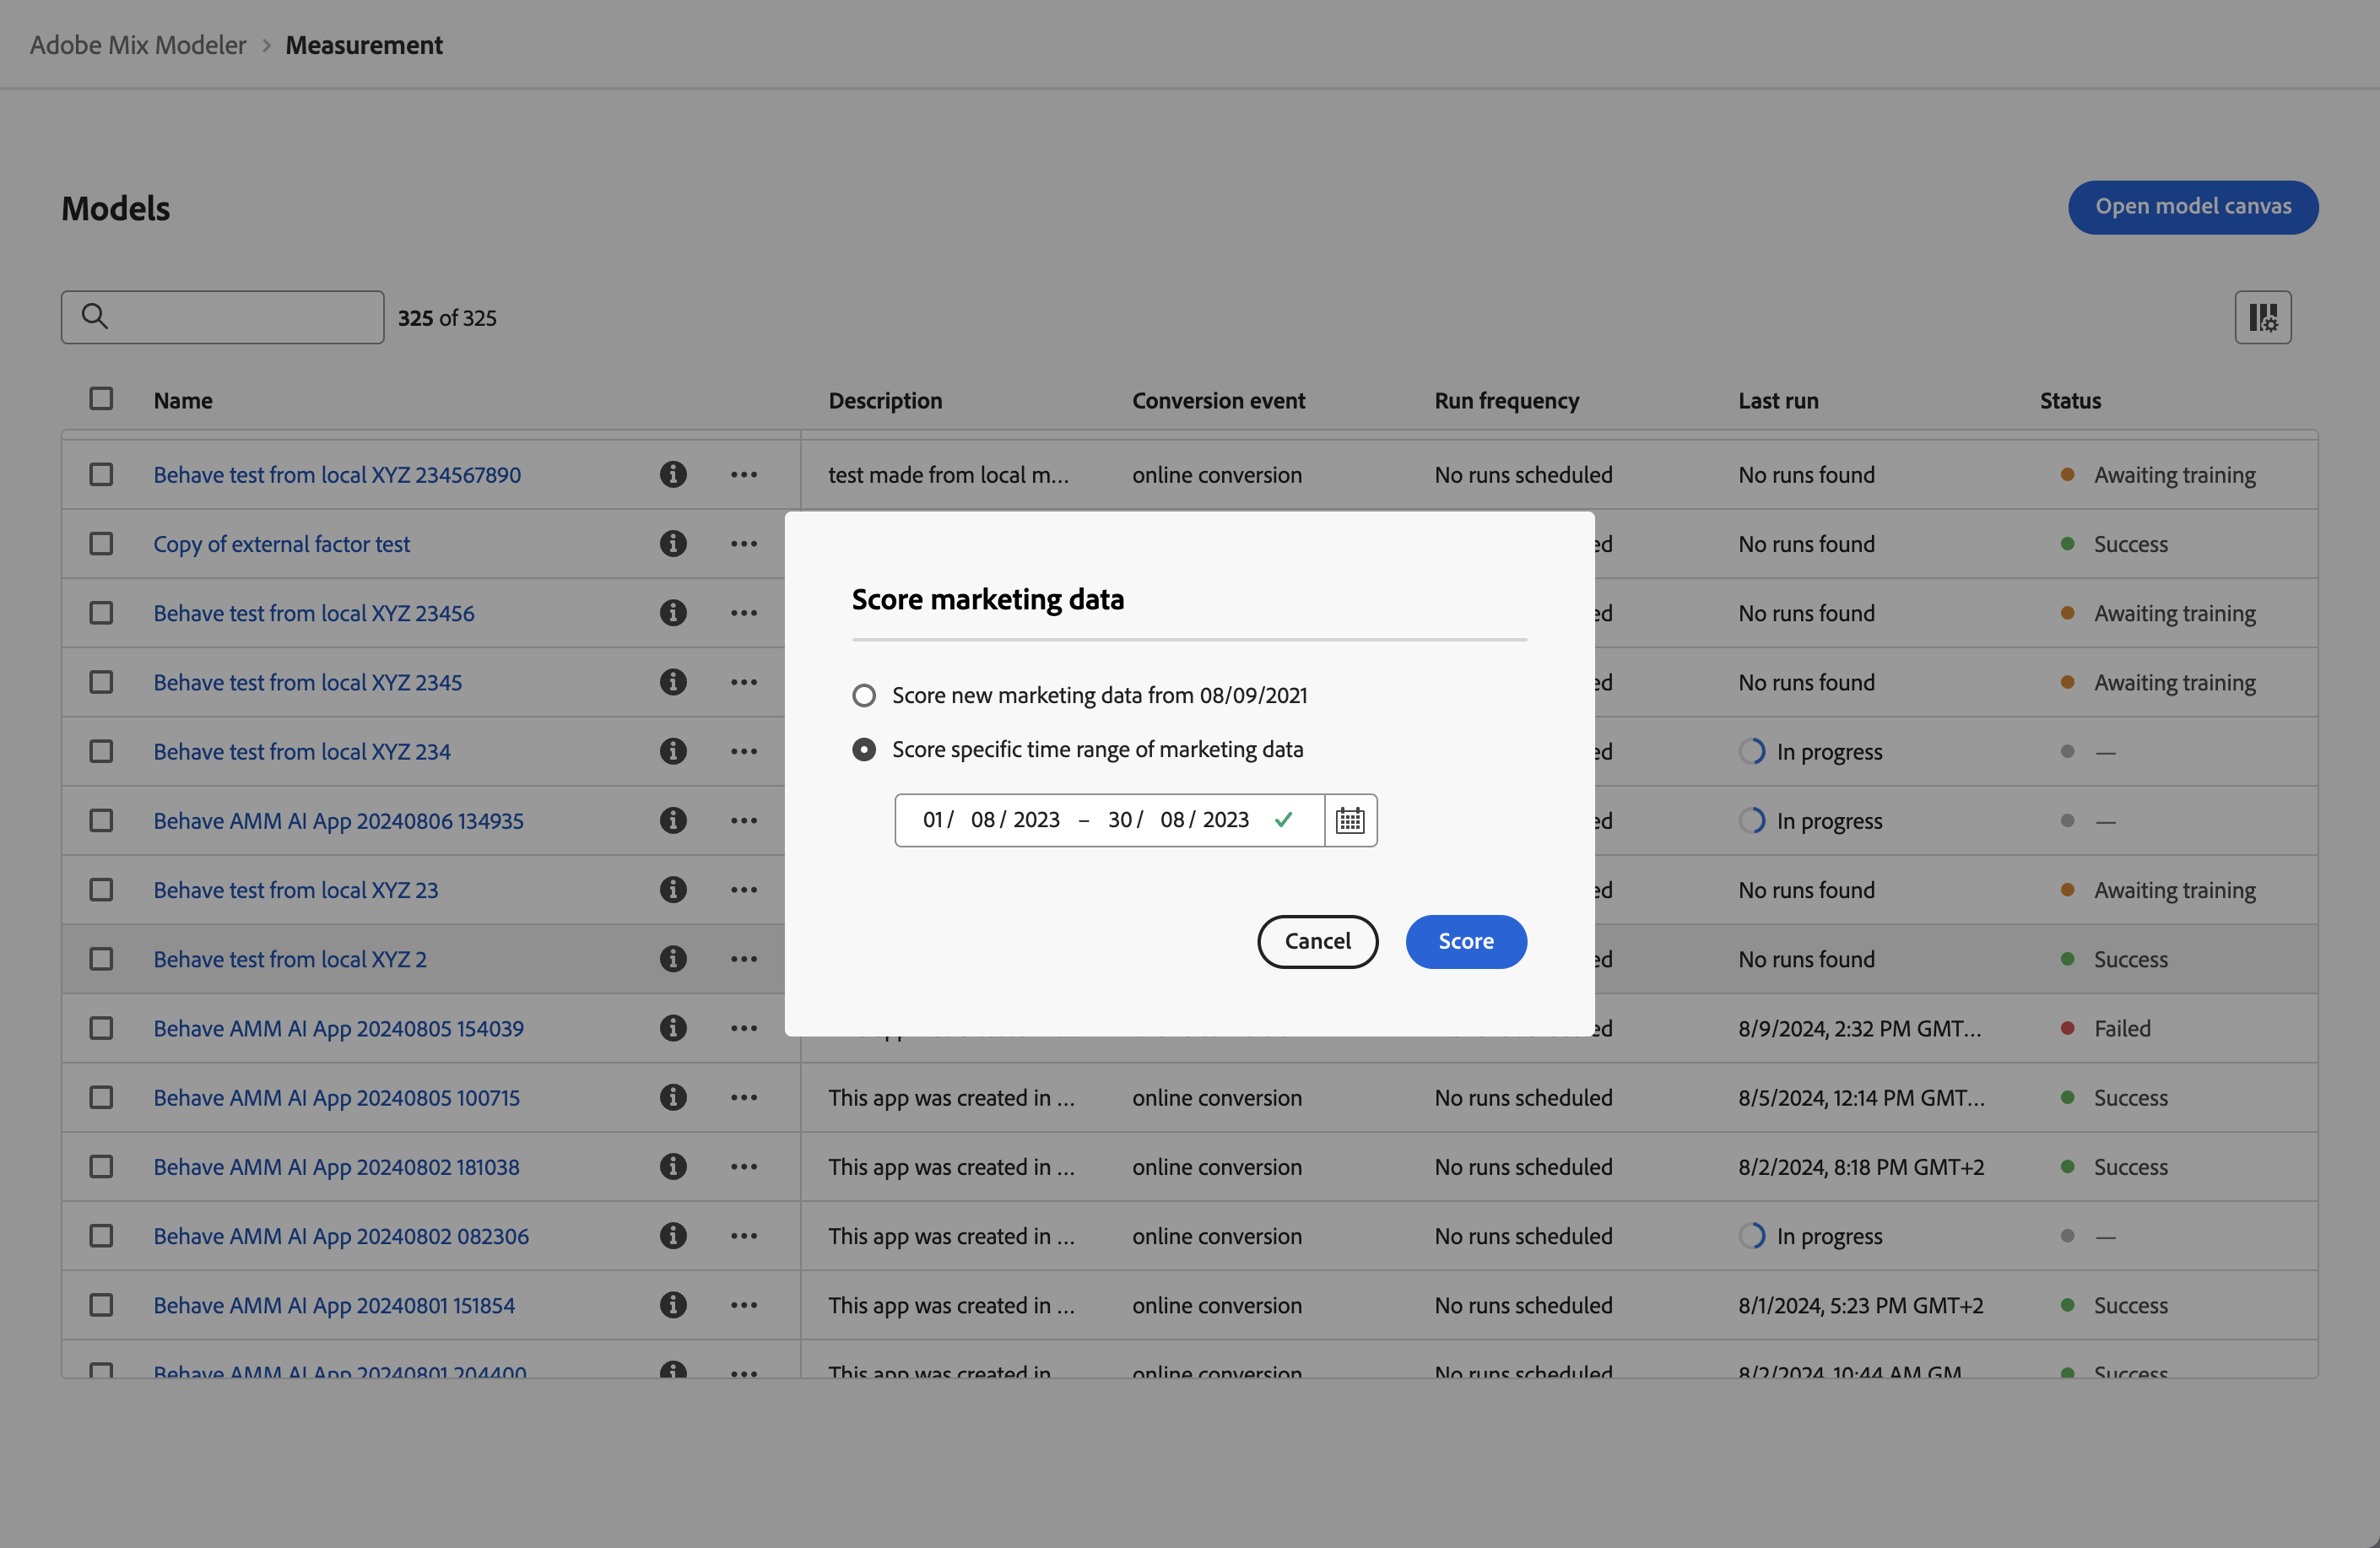 Adobe Mix Modeler > Measurement
Models
Open model canvas
325 of 325
Name Description Conversion event Run frequency Last run Status
Behave test from local XYZ 234567890 test made from local m... online conversion No runs scheduled No runs found Awaiting training
Copy of external factor test ed No runs found Success
Behave test from local XYZ 23456 ed No runs found Awaiting training
Behave test from local XYZ 2345 ed No runs found Awaiting training
Behave test from local XYZ 234 ed In progress —
Behave AMM AI App 20240806 134935 ed In progress —
Behave test from local XYZ 23 ed No runs found Awaiting training
Behave test from local XYZ 2 ed No runs found Success
Behave AMM AI App 20240805 154039 ed 8/9/2024, 2:32 PM GMT... Failed
Behave AMM AI App 20240805 100715 This app was created in ... online conversion No runs scheduled 8/5/2024, 12:14 PM GMT... Success
Behave AMM AI App 20240802 181038 This app was created in ... online conversion No runs scheduled 8/2/2024, 8:18 PM GMT+2 Success
Behave AMM AI App 20240802 082306 This app was created in ... online conversion No runs scheduled In progress —
Behave AMM AI App 20240801 151854 This app was created in ... online conversion No runs scheduled 8/1/2024, 5:23 PM GMT+2 Success
Behave AMM AI App 20240801 204400 This app was created in online conversion No runs scheduled 8/2/2024, 10:44 AM GM Success
Score marketing data
Score new marketing data from 08/09/2021
Score specific time range of marketing data
01 / 08 / 2023 – 30 / 08 / 2023
Cancel Score